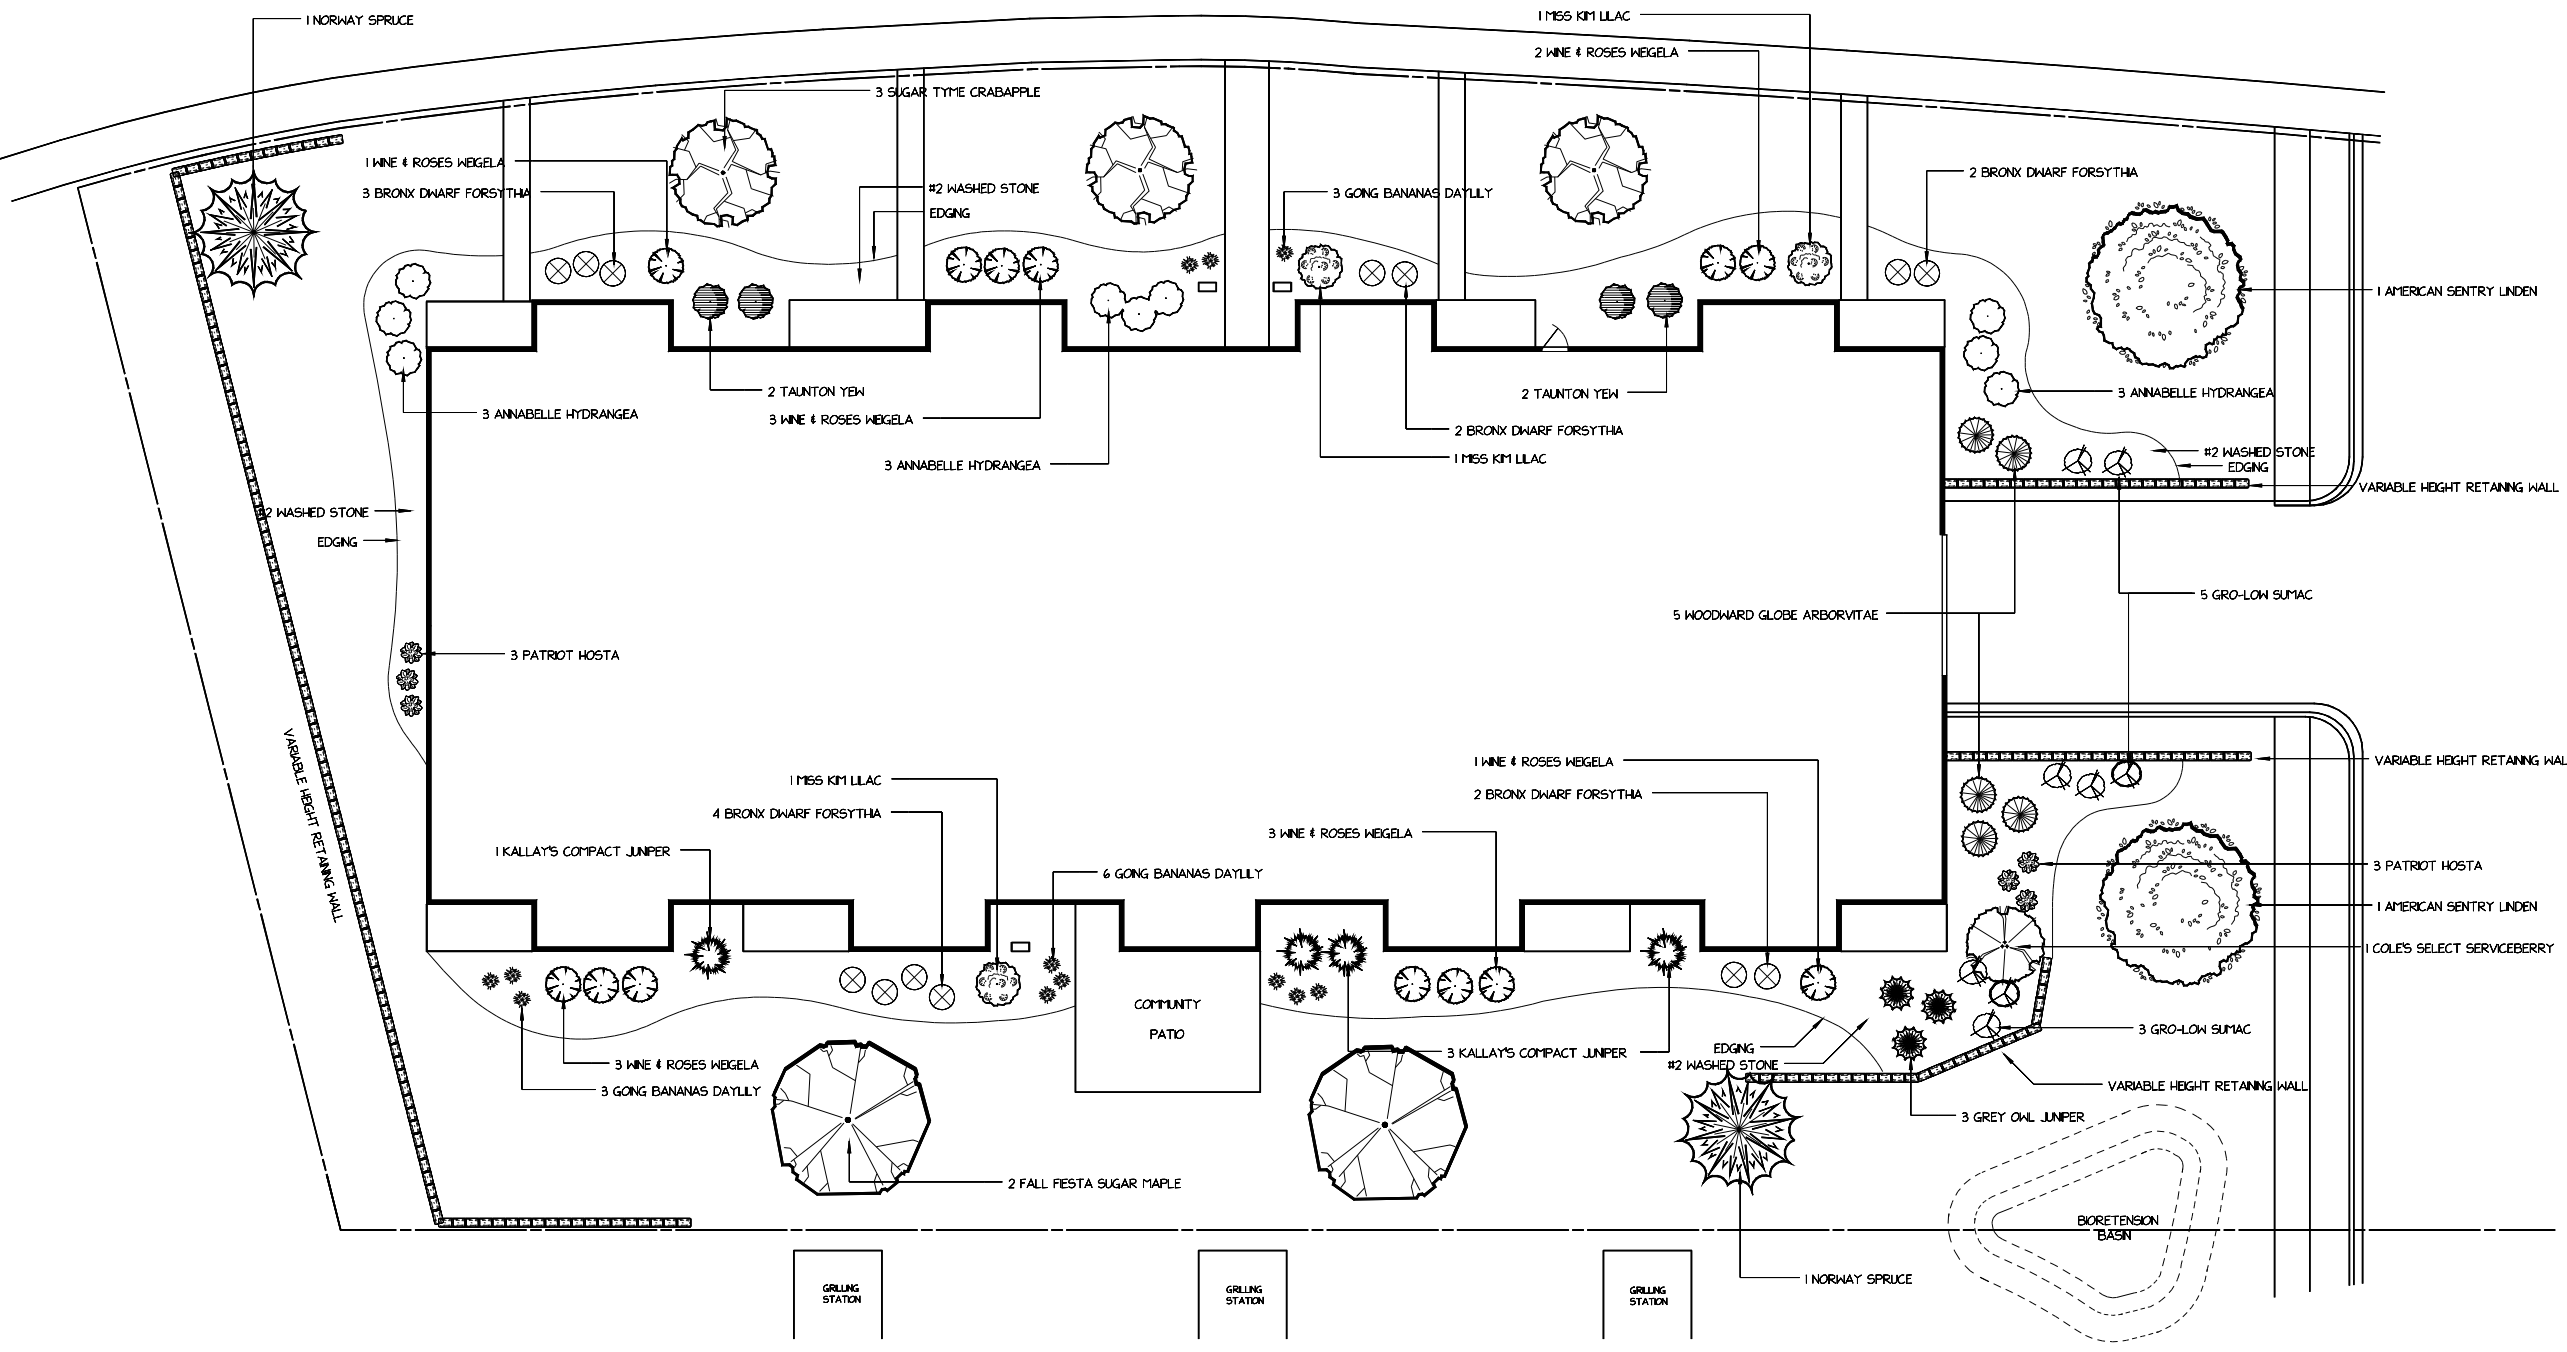 1 NORWAY SPRUCE
1 MISS KIM LILAC
2 WINE & ROSES WEIGELA
3 SUGAR TYME CRABAPPLE
1 WINE & ROSES WEIGELA
3 BRONX DWARF FORSYTHIA
#2 WASHED STONE
EDGING
3 GOING BANANAS DAYLILY
2 BRONX DWARF FORSYTHIA
1 AMERICAN SENTRY LINDEN
2 TAUNTON YEW
2 TAUNTON YEW
3 ANNABELLE HYDRANGEA
3 ANNABELLE HYDRANGEA
3 WINE & ROSES WEIGELA
2 BRONX DWARF FORSYTHIA
3 ANNABELLE HYDRANGEA
1 MISS KIM LILAC
#2 WASHED STONE
EDGING
VARIABLE HEIGHT RETAINING WALL
#2 WASHED STONE
EDGING
5 GRO-LOW SUMAC
5 WOODWARD GLOBE ARBORVITAE
3 PATRIOT HOSTA
VARIABLE HEIGHT RETAINING WALL
1 WINE & ROSES WEIGELA
VARIABLE HEIGHT RETAINING WAL
1 MISS KIM LILAC
2 BRONX DWARF FORSYTHIA
4 BRONX DWARF FORSYTHIA
3 WINE & ROSES WEIGELA
1 KALLAY'S COMPACT JUNIPER
6 GOING BANANAS DAYLILY
3 PATRIOT HOSTA
1 AMERICAN SENTRY LINDEN
1 COLE'S SELECT SERVICEBERRY
COMMUNITY
PATIO
3 GRO-LOW SUMAC
EDGING
3 KALLAY'S COMPACT JUNIPER
3 WINE & ROSES WEIGELA
#2 WASHED STONE
VARIABLE HEIGHT RETAINING WALL
3 GOING BANANAS DAYLILY
3 GREY OWL JUNIPER
2 FALL FIESTA SUGAR MAPLE
BIORETENSION
BASIN
1 NORWAY SPRUCE
GRILLING
STATION
GRILLING
STATION
GRILLING
STATION